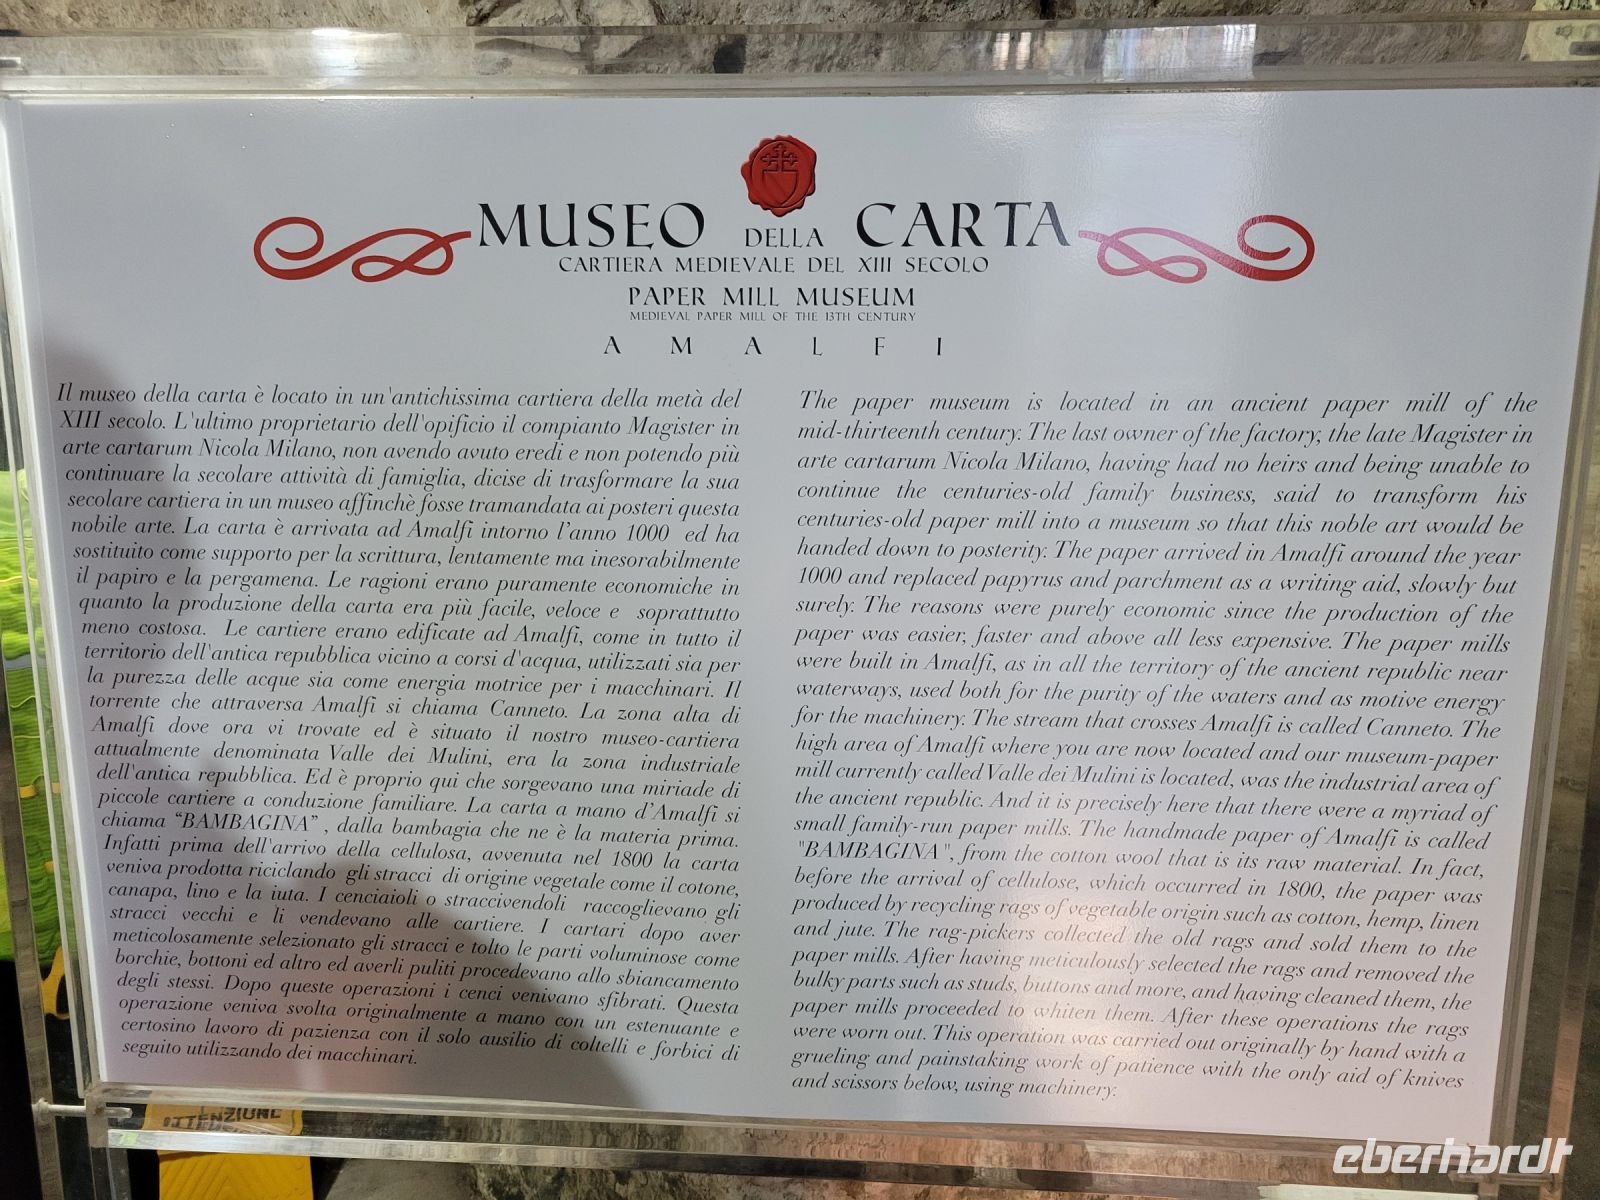 MUSEO DELLA CARTA
CARTIERA MEDIEVALE DEL XIII SECOLO
PAPER MILL MUSEUM
MEDIEVAL PAPER MILL OF THE 13TH CENTURY
AMALFI
Il museo della carta è locato in un'antichissima cartiera della metà del
XIII secolo. L'ultimo proprietario dell'opificio il compianto Magister in
arte cartarum Nicola Milano, non avendo avuto eredi e non potendo più
continuare la secolare attività di famiglia, dicise di trasformare la sua
secolare cartiera in un museo affinchè fosse tramandata ai posteri questa
nobile arte. La carta è arrivata ad Amalfi intorno l'anno 1000 ed ha
sostituito come supporto per la scrittura, lentamente ma inesorabilmente
il papiro e la pergamena. Le ragioni erano puramente economiche in
quanto la produzione della carta era più facile, veloce e soprattutto
meno costosa. Le cartiere erano edificate ad Amalfi, come in tutto il
territorio dell'antica repubblica vicino a corsi d'acqua, utilizzati sia per
la purezza delle acque sia come energia motrice per i macchinari. Il
torrente che attraversa Amalfi si chiama Canneto. La zona alta di
Amalfi dove ora vi trovate ed è situato il nostro museo-cartiera
attualmente denominata Valle dei Mulini, era la zona industriale
dell'antica repubblica. Ed è proprio qui che sorgevano una miriade di
piccole cartiere a conduzione familiare. La carta a mano d'Amalfi si
chiama “BAMBAGINA” , dalla bambagia che ne è la materia prima.
Infatti prima dell'arrivo della cellulosa, avvenuta nel 1800 la carta
veniva prodotta riciclando gli stracci di origine vegetale come il cotone,
canapa, lino e la iuta. I cenciaioli o straccivendoli raccoglievano gli
stracci vecchi e li vendevano alle cartiere. I cartari dopo aver
meticolosamente selezionato gli stracci e tolto le parti voluminose come
borchie, bottoni ed altro ed averli puliti procedevano allo sbiancamento
degli stessi. Dopo queste operazioni i cenci venivano sfibrati. Questa
operazione veniva svolta originalmente a mano con un estenuante e
certosino lavoro di pazienza con il solo ausilio di coltelli e forbici di
seguito utilizzando dei macchinari.
The paper museum is located in an ancient paper mill of the
mid-thirteenth century. The last owner of the factory, the late Magister in
arte cartarum Nicola Milano, having had no heirs and being unable to
continue the centuries-old family business, said to transform his
centuries-old paper mill into a museum so that this noble art would be
handed down to posterity. The paper arrived in Amalfi around the year
1000 and replaced papyrus and parchment as a writing aid, slowly but
surely. The reasons were purely economic since the production of the
paper was easier, faster and above all less expensive. The paper mills
were built in Amalfi, as in all the territory of the ancient republic near
waterways, used both for the purity of the waters and as motive energy
for the machinery. The stream that crosses Amalfi is called Canneto. The
high area of Amalfi where you are now located and our museum-paper
mill currently called Valle dei Mulini is located, was the industrial area of
the ancient republic. And it is precisely here that there were a myriad of
small family-run paper mills. The handmade paper of Amalfi is called
"BAMBAGINA", from the cotton wool that is its raw material. In fact,
before the arrival of cellulose, which occurred in 1800, the paper was
produced by recycling rags of vegetable origin such as cotton, hemp, linen
and jute. The rag-pickers collected the old rags and sold them to the
paper mills. After having meticulously selected the rags and removed the
bulky parts such as studs, buttons and more, and having cleaned them, the
paper mills proceeded to whiten them. After these operations the rags
were worn out. This operation was carried out originally by hand with a
grueling and painstaking work of patience with the only aid of knives
and scissors below, using machinery.
eberhardt